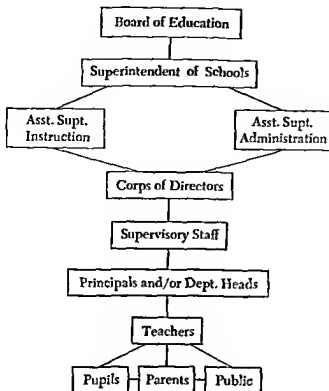 Board of Education
Superintendent of Schools
Asst. Supt.
Instruction
Asst. Supt.
Administration
Corps of Directors
Supervisory Staff
Principals and/or Dept. Heads
Teachers
Pupils
Parents
Public